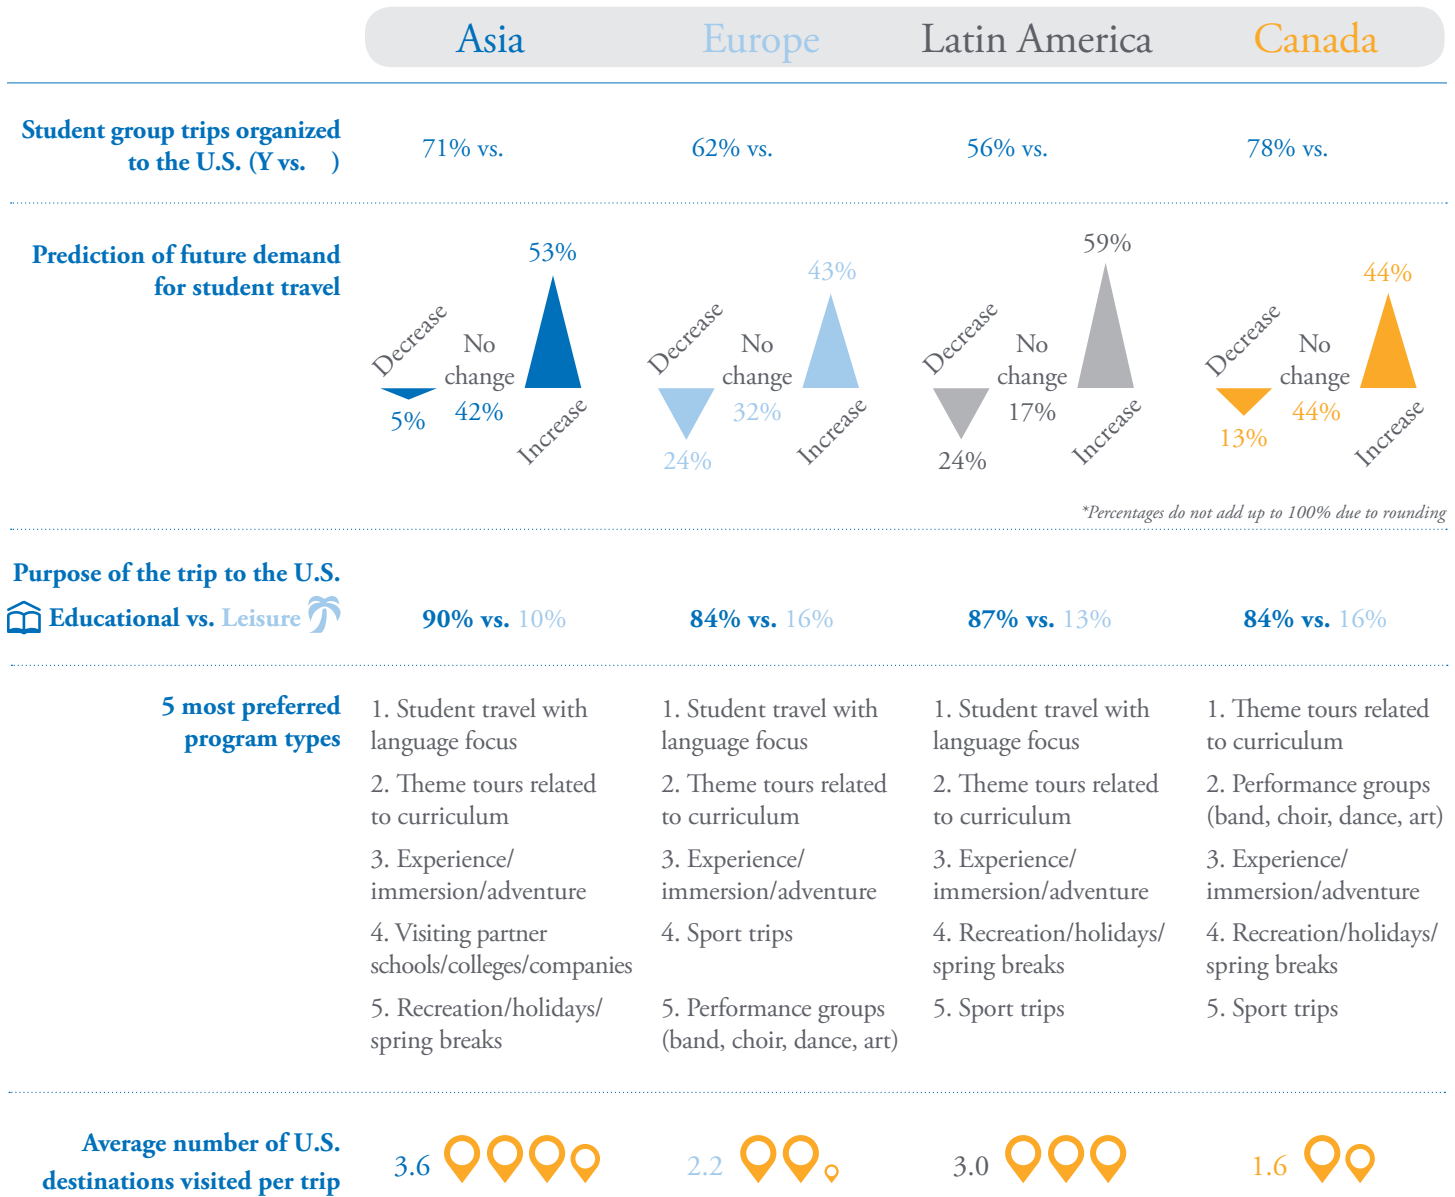 Asia Europe Latin America Canada
Student group trips organized
to the U.S. (Y vs. )
71% vs. 62% vs. 56% vs. 78% vs.
Prediction of future demand
for student travel
Decrease
5%
No
change
42%
53%
Increase
Decrease
24%
No
change
32%
43%
Increase
Decrease
24%
No
change
17%
59%
Increase
Decrease
13%
No
change
44%
44%
Increase
*Percentages do not add up to 100% due to rounding
Purpose of the trip to the U.S.
Educational vs. Leisure
90% vs. 10% 84% vs. 16% 87% vs. 13% 84% vs. 16%
5 most preferred
program types
1. Student travel with
language focus
2. Theme tours related
to curriculum
3. Experience/
immersion/adventure
4. Visiting partner
schools/colleges/companies
5. Recreation/holidays/
spring breaks
1. Student travel with
language focus
2. Theme tours related
to curriculum
3. Experience/
immersion/adventure
4. Sport trips
5. Performance groups
(band, choir, dance, art)
1. Student travel with
language focus
2. Theme tours related
to curriculum
3. Experience/
immersion/adventure
4. Recreation/holidays/
spring breaks
5. Sport trips
1. Theme tours related
to curriculum
2. Performance groups
(band, choir, dance, art)
3. Experience/
immersion/adventure
4. Recreation/holidays/
spring breaks
5. Sport trips
Average number of U.S.
destinations visited per trip
3.6 2.2 3.0 1.6